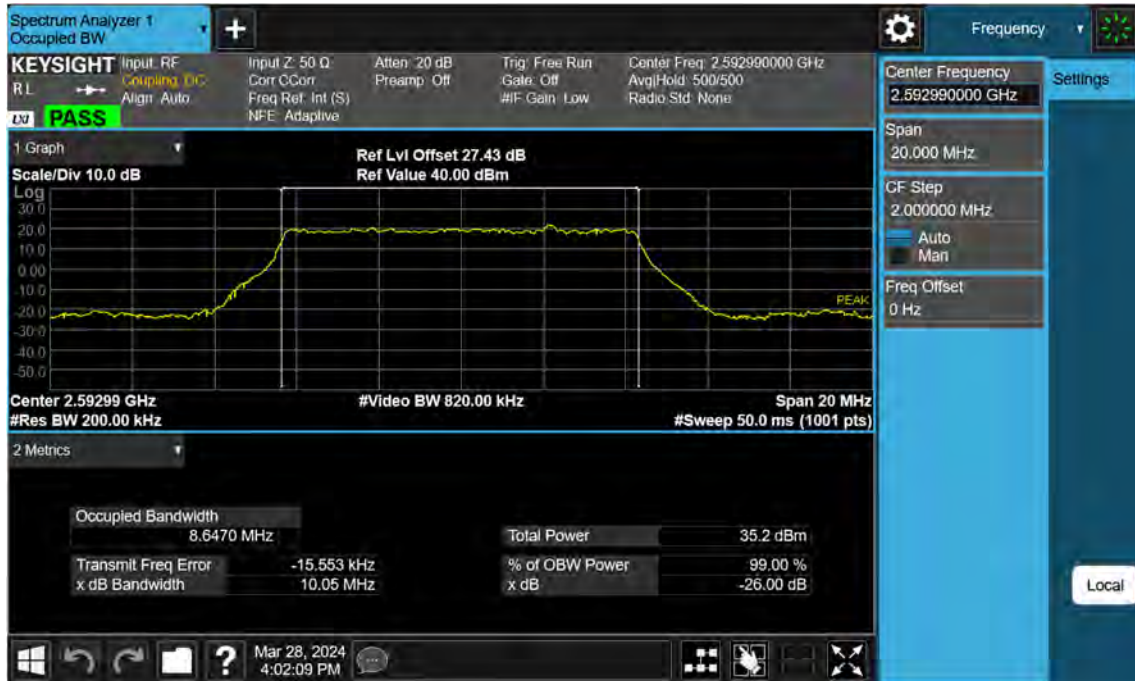 Spectrum Analyzer 1
Occupied BW
+
Frequency
KEYSIGHT
RL
LXI
PASS
Input: RF
Coupling: DC
Align: Auto
Input Z: 50 Ω
Corr CCorr
Freq Ref: Int (S)
NFE: Adaptive
Atten: 20 dB
Preamp: Off
Trig: Free Run
Gate: Off
#IF Gain: Low
Center Freq: 2.592990000 GHz
Avg|Hold: 500/500
Radio Std: None
1 Graph
Scale/Div 10.0 dB
Ref Lvl Offset 27.43 dB
Ref Value 40.00 dBm
Log
30.0
20.0
10.0
0.00
-10.0
-20.0
-30.0
-40.0
-50.0
PEAK
Center 2.59299 GHz
#Video BW 820.00 kHz
Span 20 MHz
#Res BW 200.00 kHz
#Sweep 50.0 ms (1001 pts)
2 Metrics
Occupied Bandwidth
8.6470 MHz
Total Power 35.2 dBm
Transmit Freq Error -15.553 kHz
% of OBW Power 99.00 %
x dB Bandwidth 10.05 MHz
x dB -26.00 dB
Center Frequency
2.592990000 GHz
Settings
Span
20.000 MHz
CF Step
2.000000 MHz
Auto
Man
Freq Offset
0 Hz
Local
?
Mar 28, 2024
4:02:09 PM